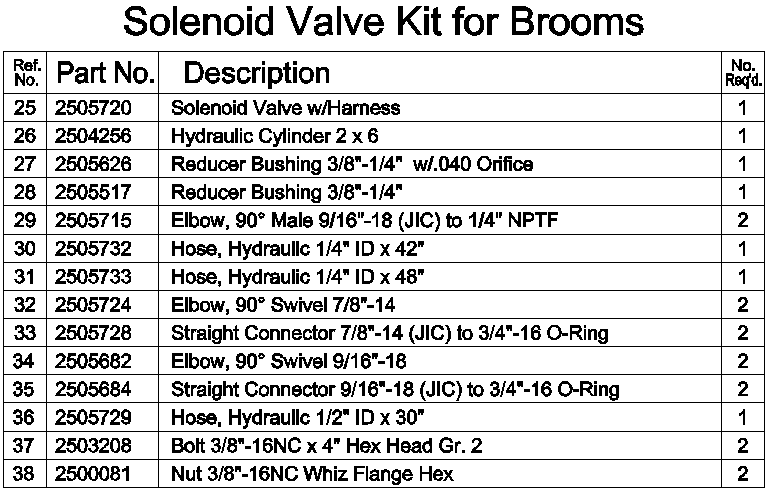 Solenoid Valve Kit for Brooms
Ref. No. Part No. Description No. Req'd.
25 2505720 Solenoid Valve w/Harness 1
26 2504256 Hydraulic Cylinder 2 x 6 1
27 2505626 Reducer Bushing 3/8"-1/4" w/.040 Orifice 1
28 2505517 Reducer Bushing 3/8"-1/4" 1
29 2505715 Elbow, 90° Male 9/16"-18 (JIC) to 1/4" NPTF 2
30 2505732 Hose, Hydraulic 1/4" ID x 42" 1
31 2505733 Hose, Hydraulic 1/4" ID x 48" 1
32 2505724 Elbow, 90° Swivel 7/8"-14 2
33 2505728 Straight Connector 7/8"-14 (JIC) to 3/4"-16 O-Ring 2
34 2505682 Elbow, 90° Swivel 9/16"-18 2
35 2505684 Straight Connector 9/16"-18 (JIC) to 3/4"-16 O-Ring 2
36 2505729 Hose, Hydraulic 1/2" ID x 30" 1
37 2503208 Bolt 3/8"-16NC x 4" Hex Head Gr. 2 2
38 2500081 Nut 3/8"-16NC Whiz Flange Hex 2